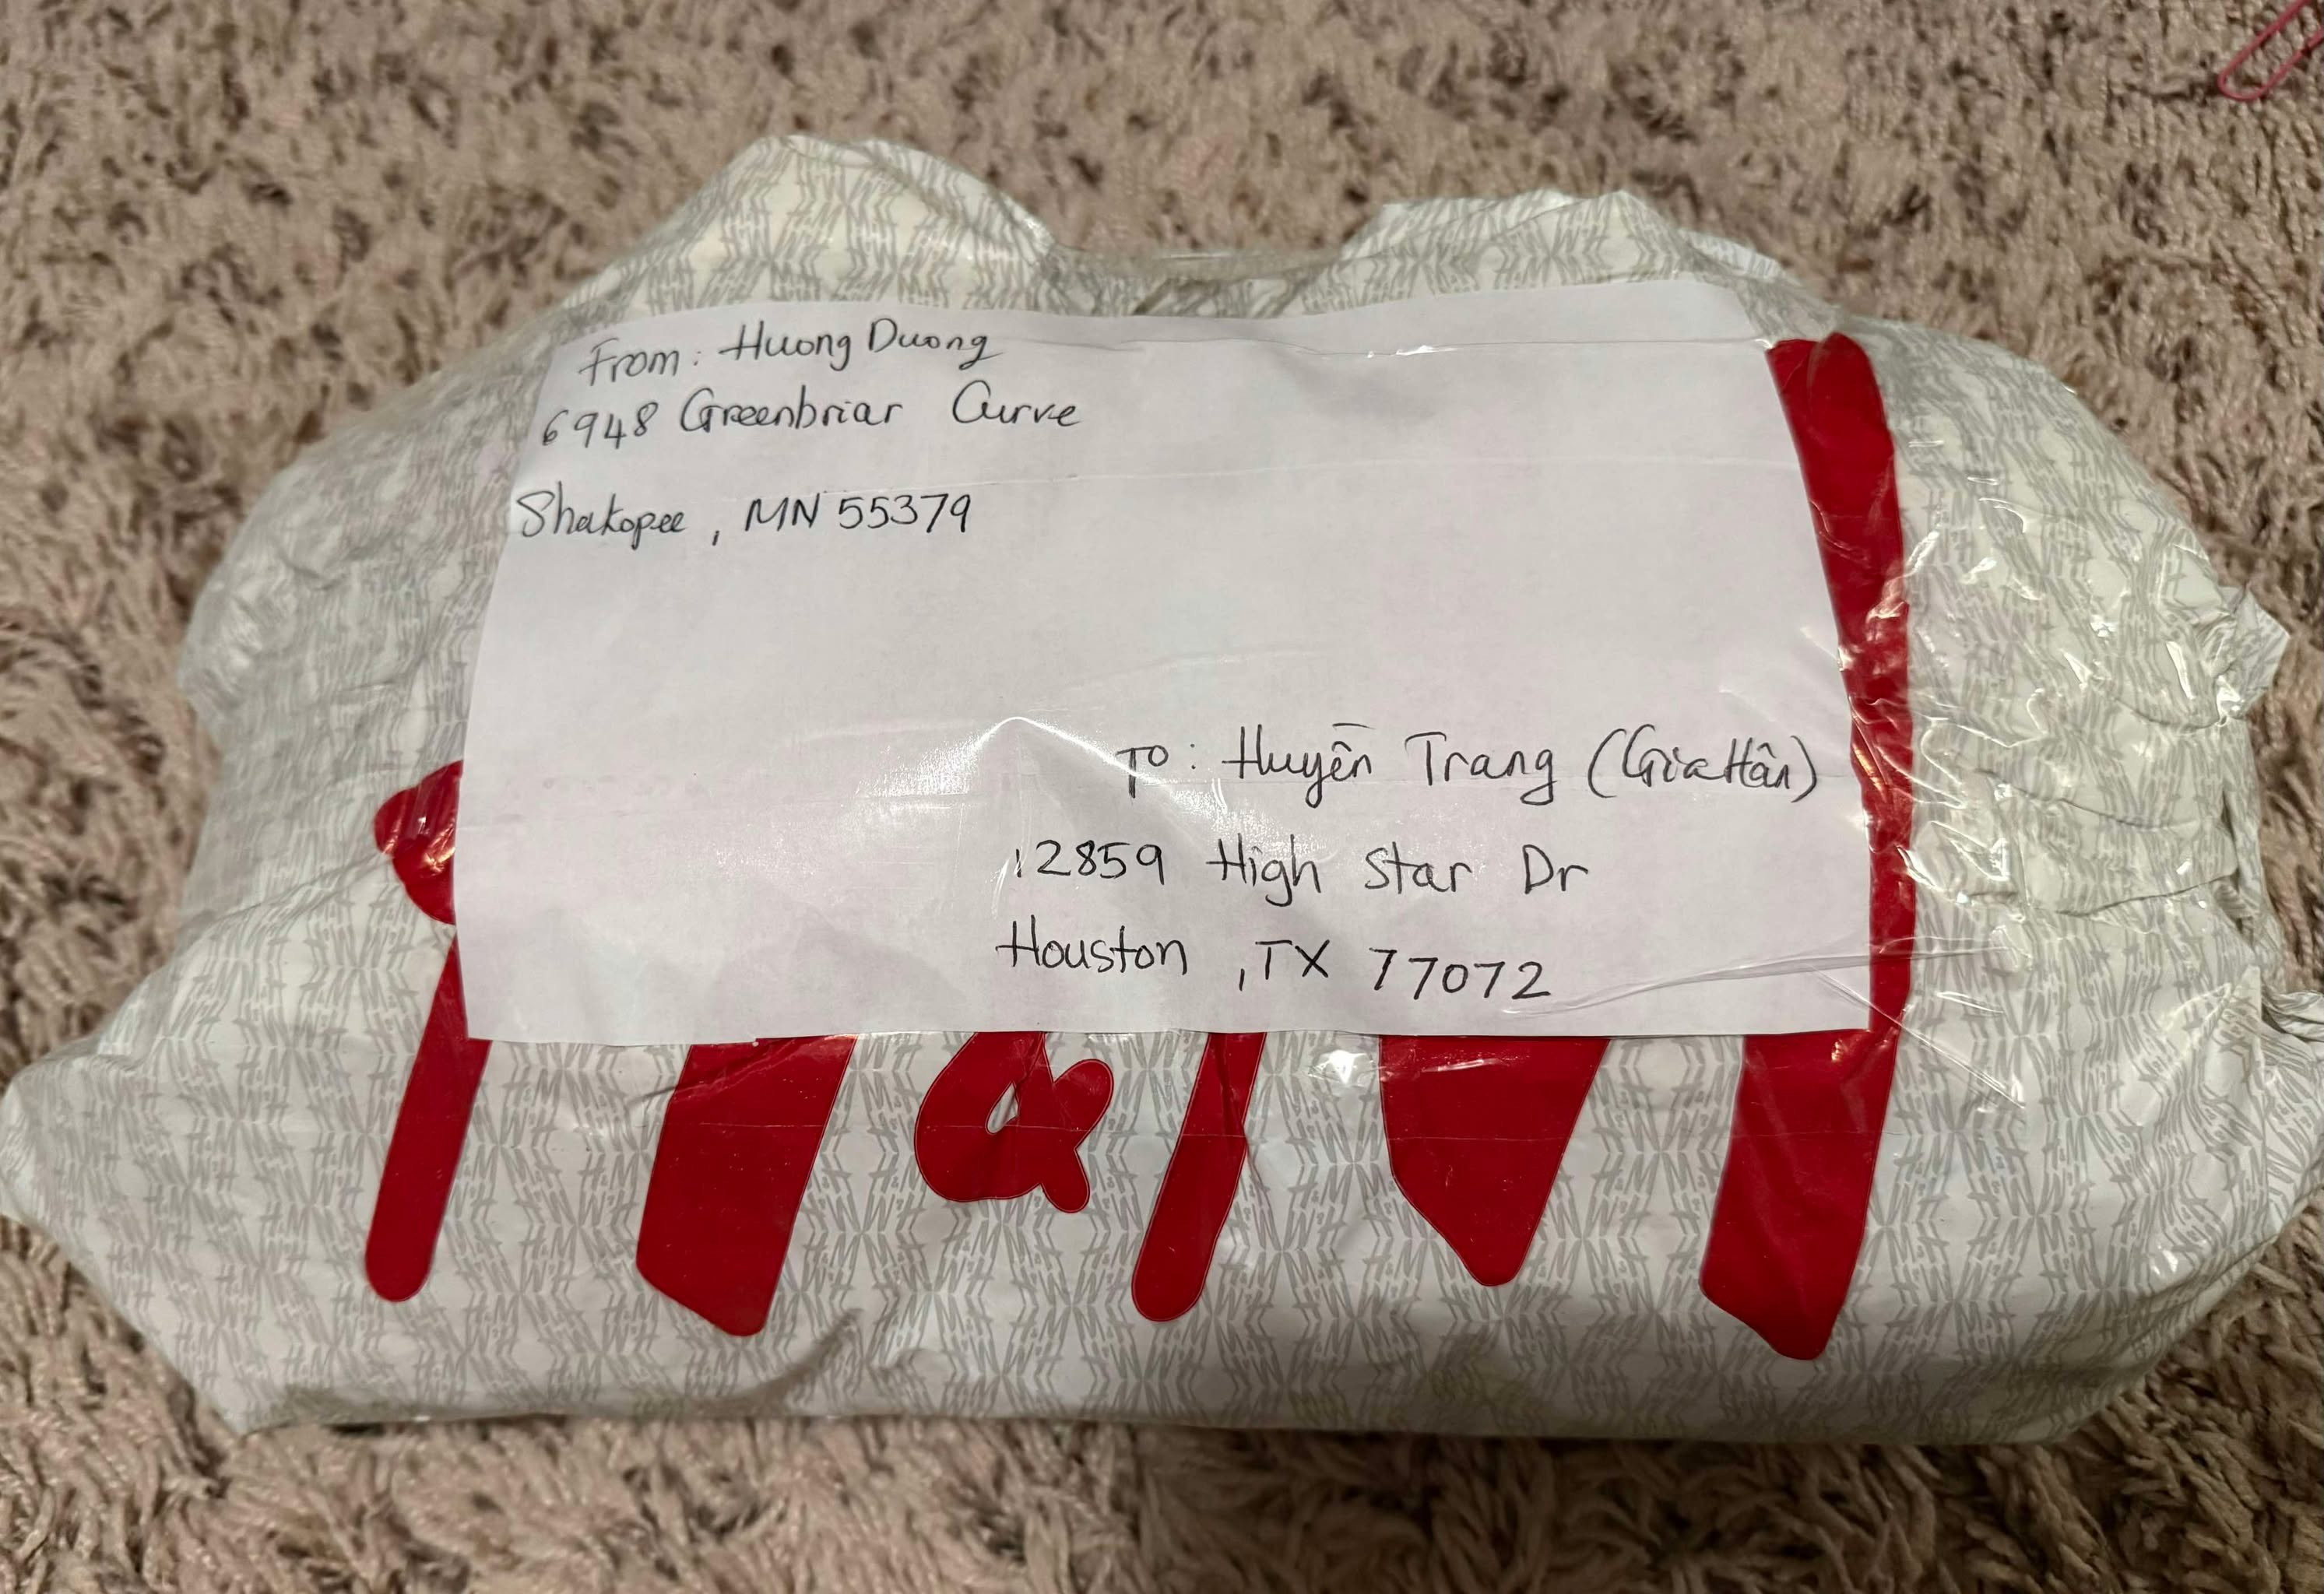 From: Huong Duong
6948 Greenbriar Curve
Shakopee, MN 55379
TO: Huyền Trang (Gia Hân)
12859 High Star Dr
Houston, TX 77072
H&M